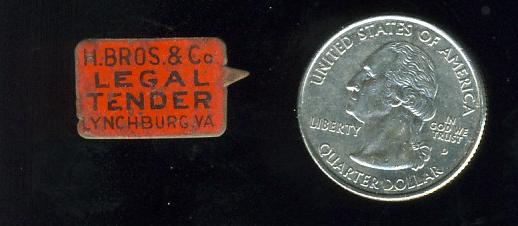 H. BROS. & Co.
LEGAL
TENDER
LYNCHBURG, VA.
UNITED STATES OF AMERICA
LIBERTY
IN
GOD WE
TRUST
D
QUARTER DOLLAR